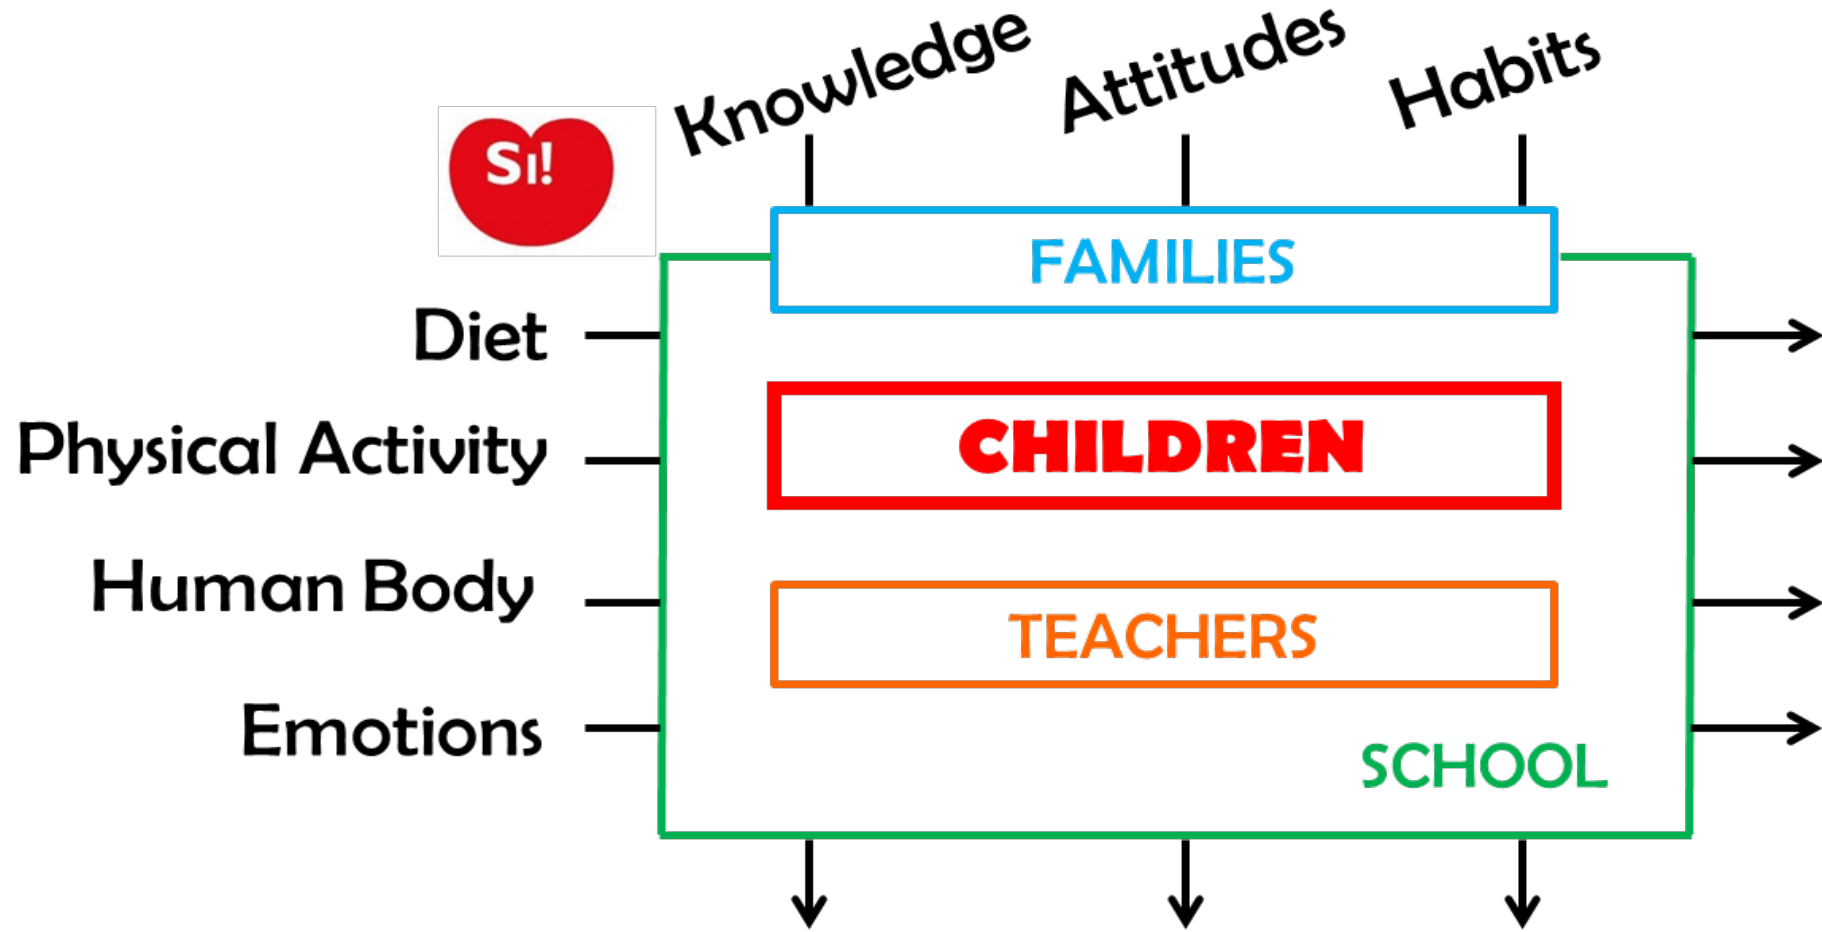 Knowledge
Attitudes
Habits
Sı!
FAMILIES
Diet
Physical Activity
CHILDREN
Human Body
TEACHERS
Emotions
SCHOOL